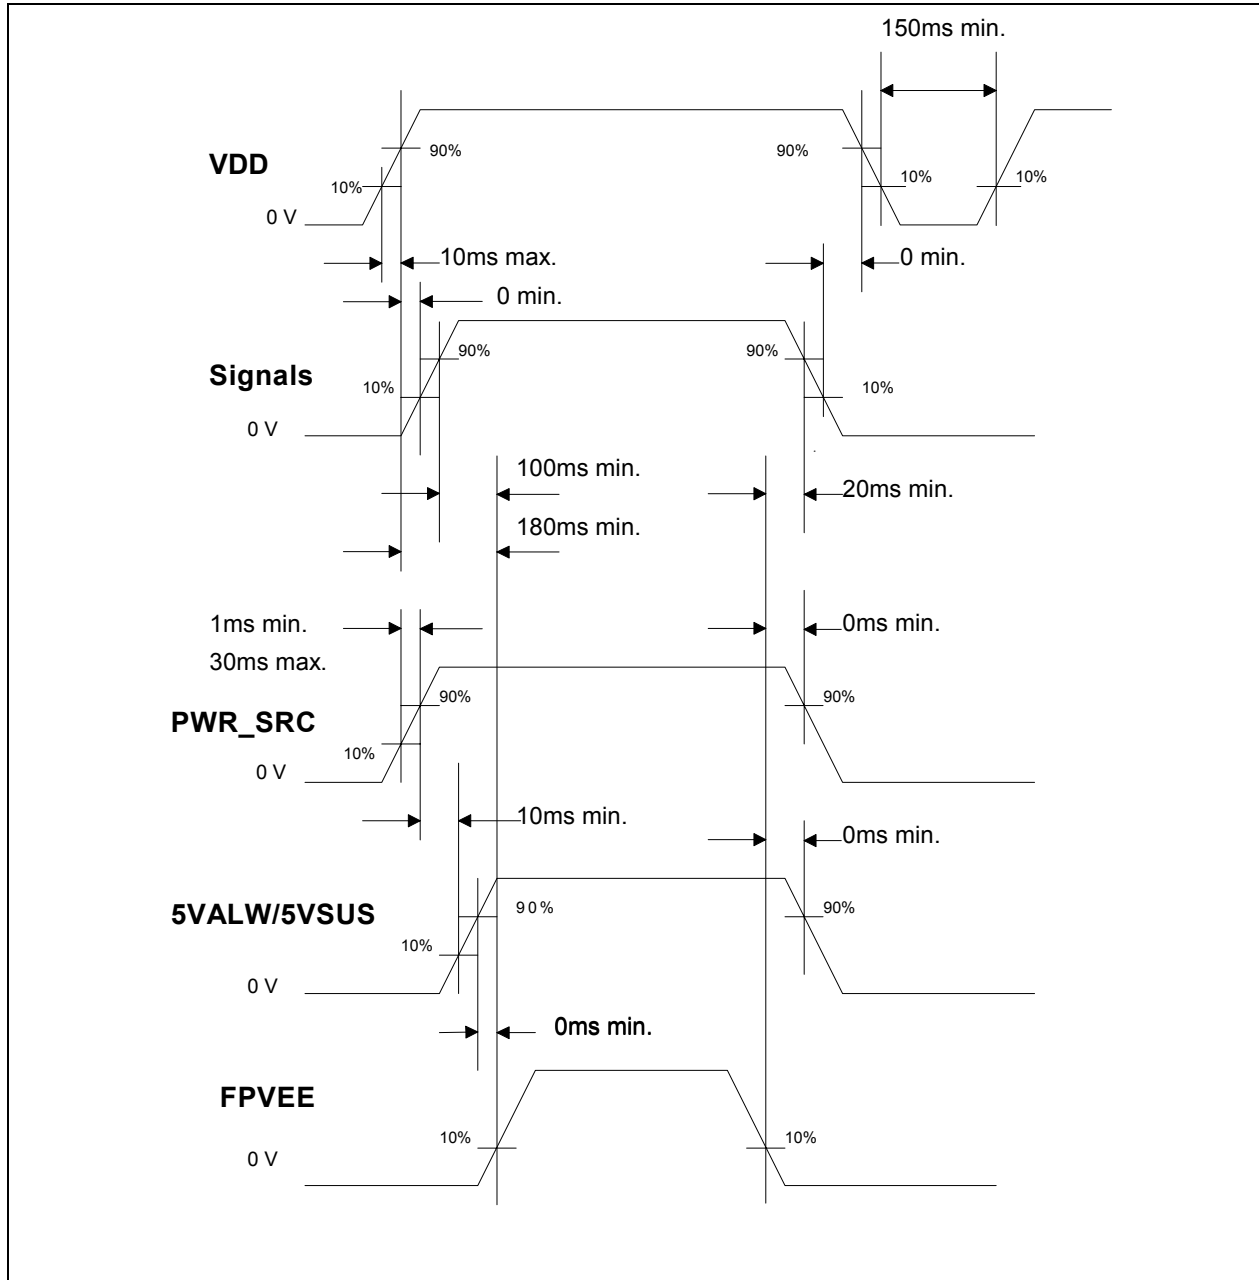 150ms min.
VDD
90%
90%
10%
10%
10%
0 V
10ms max.
0 min.
0 min.
Signals
90%
90%
10%
10%
0 V
100ms min.
20ms min.
180ms min.
1ms min.
0ms min.
30ms max.
PWR_SRC
90%
90%
10%
0 V
10ms min.
0ms min.
5VALW/5VSUS
90%
90%
10%
0 V
0ms min.
FPVEE
10%
10%
0 V